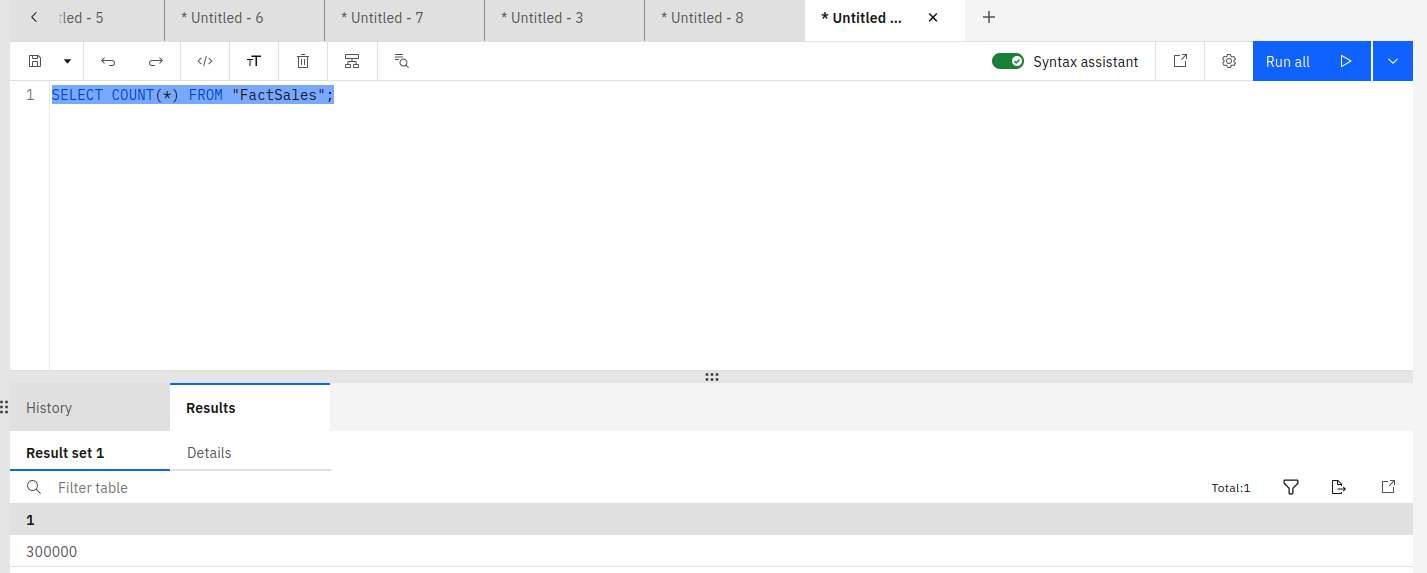 tled - 5
* Untitled - 6
* Untitled - 7
* Untitled - 3
* Untitled - 8
* Untitled ...
Syntax assistant
Run all
1 SELECT COUNT(*) FROM "FactSales";
History
Results
Result set 1
Details
Filter table
Total:1
1
300000